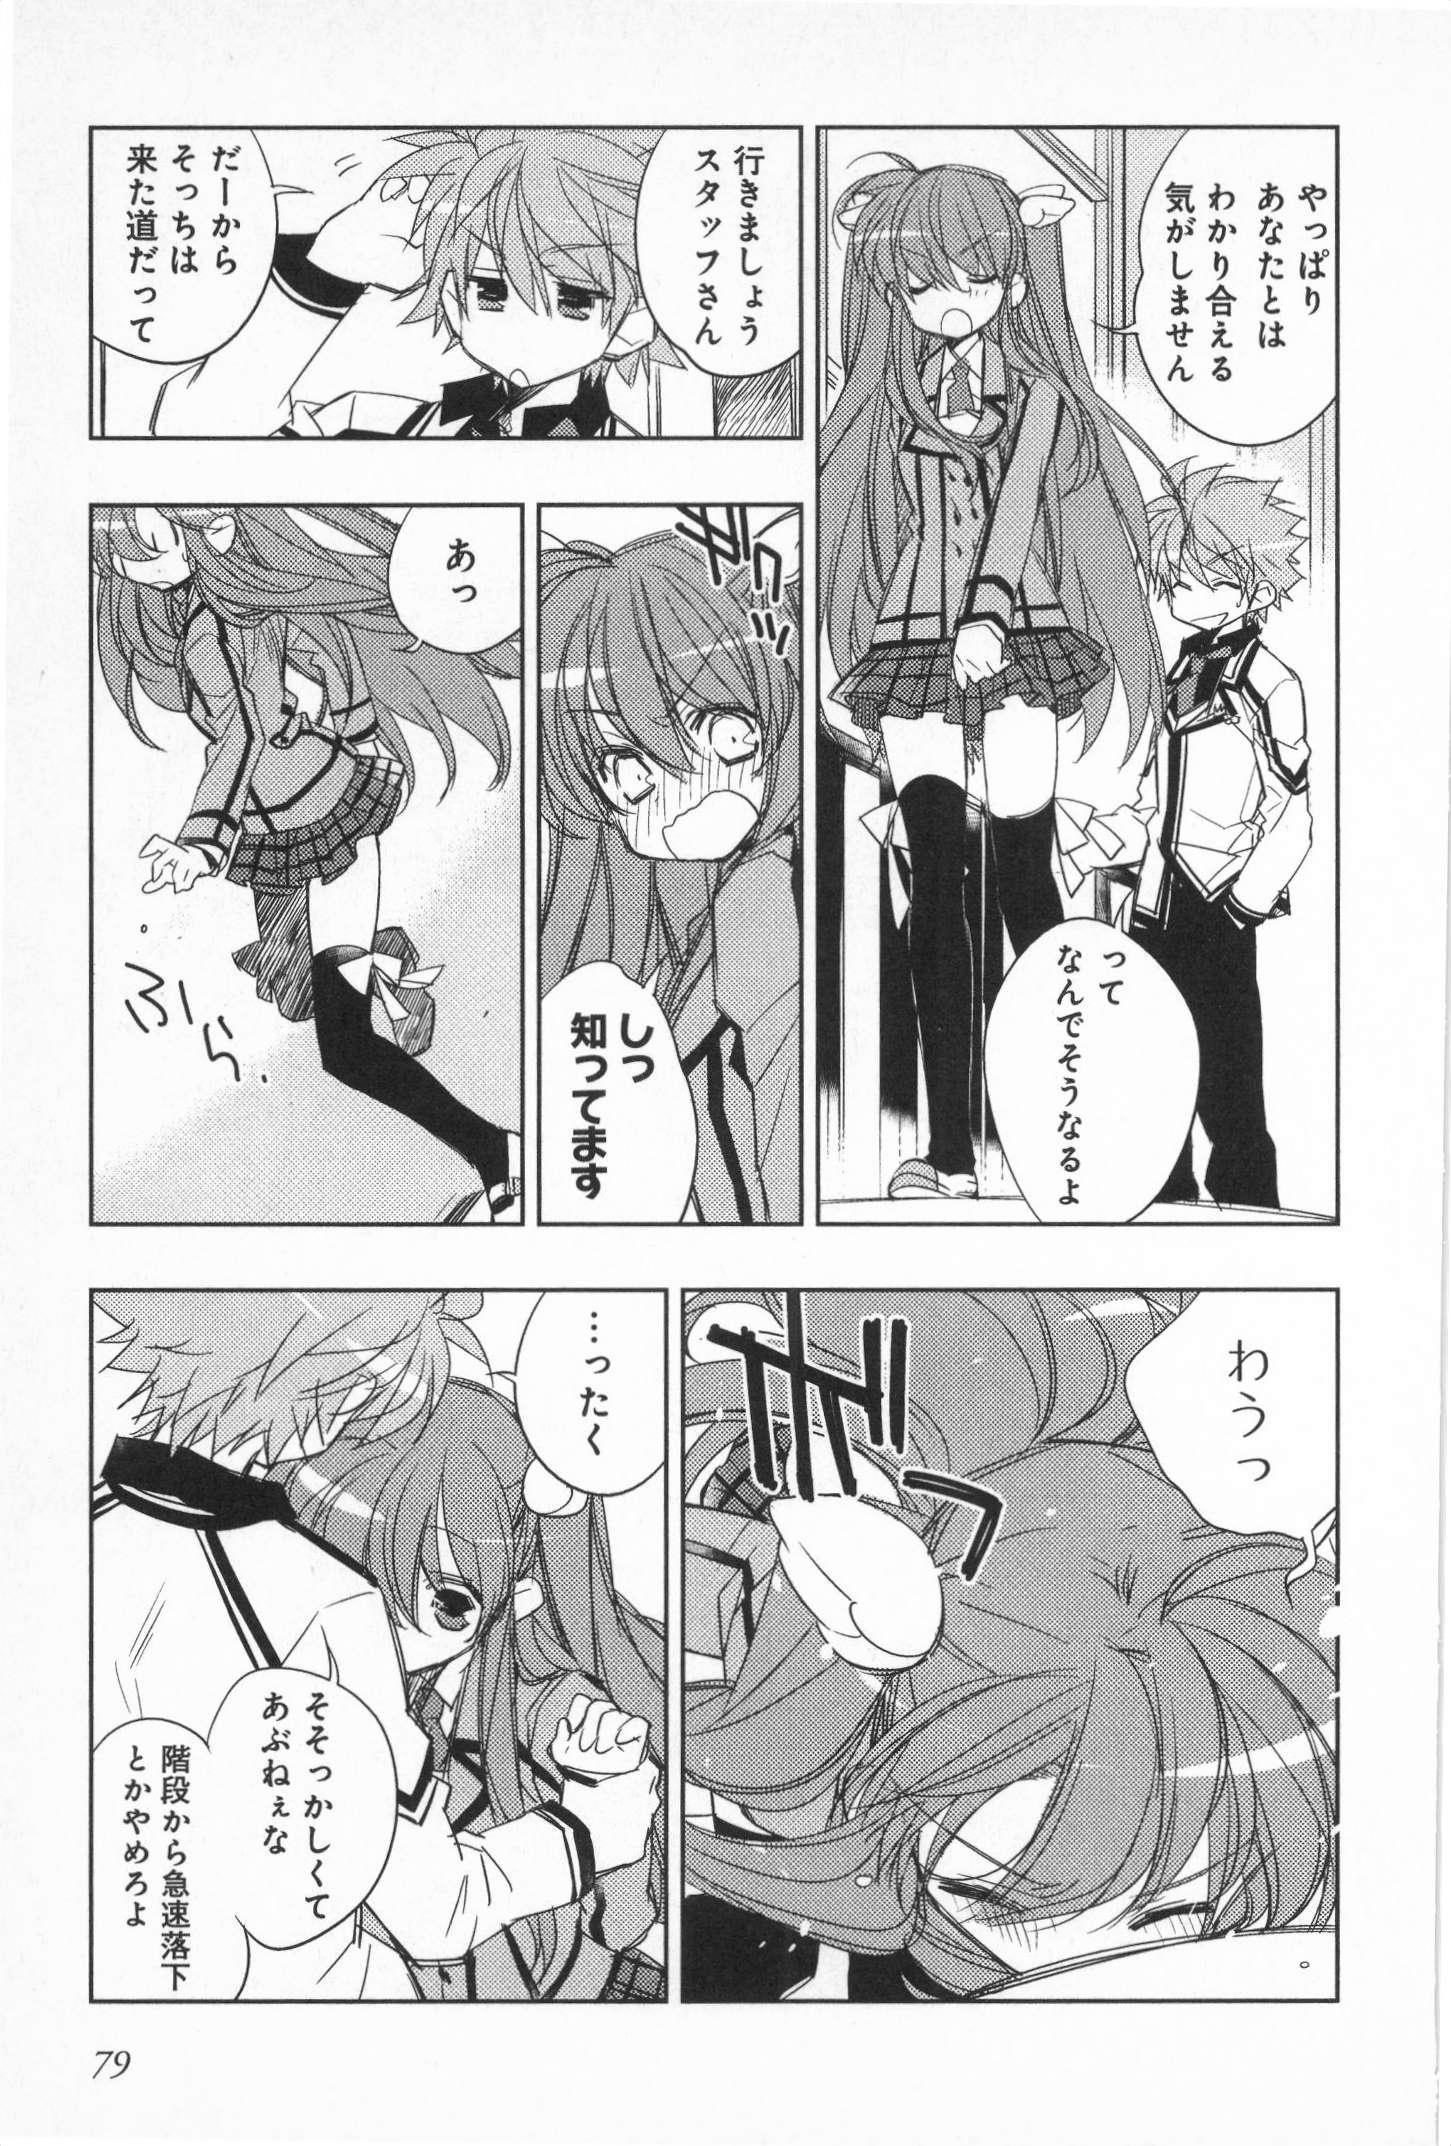 やっぱり
あなたとは
わかり合える
気がしません
って
なんでそうなるよ
行きましょう
スタッフさん
だーから
そっちは
来た道だって
しっ
知ってます
あっ
ふら
わうっ
…ったく
そそっかしくて
あぶねぇな
階段から急速落下
とかやめろよ
79